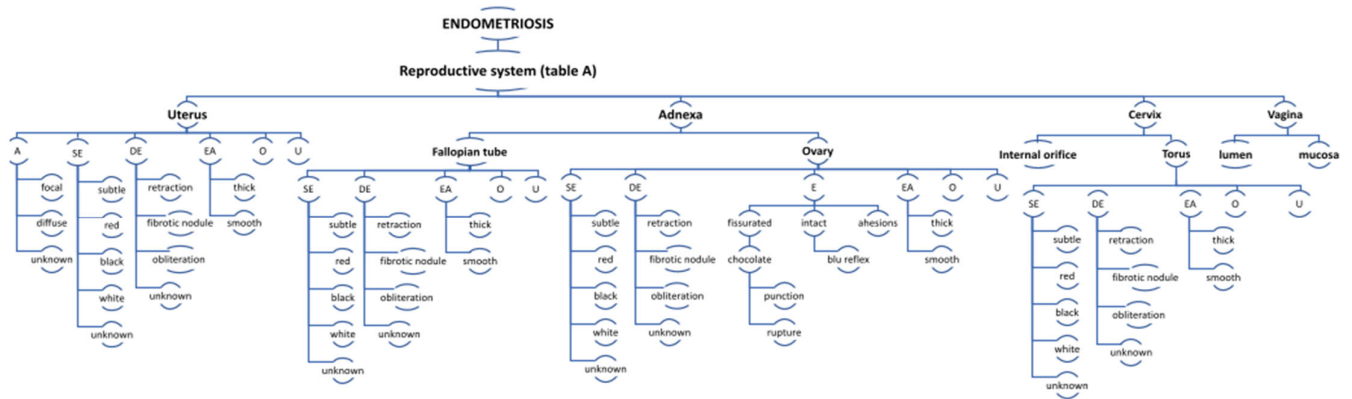 ENDOMETRIOSIS
Reproductive system (table A)
Uterus
Adnexa
Cervix
Vagina
A
SE
DE
EA
O
U
Fallopian tube
Ovary
Internal orifice
Torus
lumen
mucosa
focal
diffuse
unknown
subtle
red
black
white
unknown
retraction
fibrotic nodule
obliteration
unknown
thick
smooth
SE
DE
EA
O
U
subtle
red
black
white
unknown
retraction
fibrotic nodule
obliteration
unknown
thick
smooth
SE
DE
E
EA
O
U
subtle
red
black
white
unknown
retraction
fibrotic nodule
obliteration
unknown
fissurated
intact
ahesions
chocolate
blu reflex
punction
rupture
thick
smooth
SE
DE
EA
O
U
subtle
red
black
white
unknown
retraction
fibrotic nodule
obliteration
unknown
thick
smooth